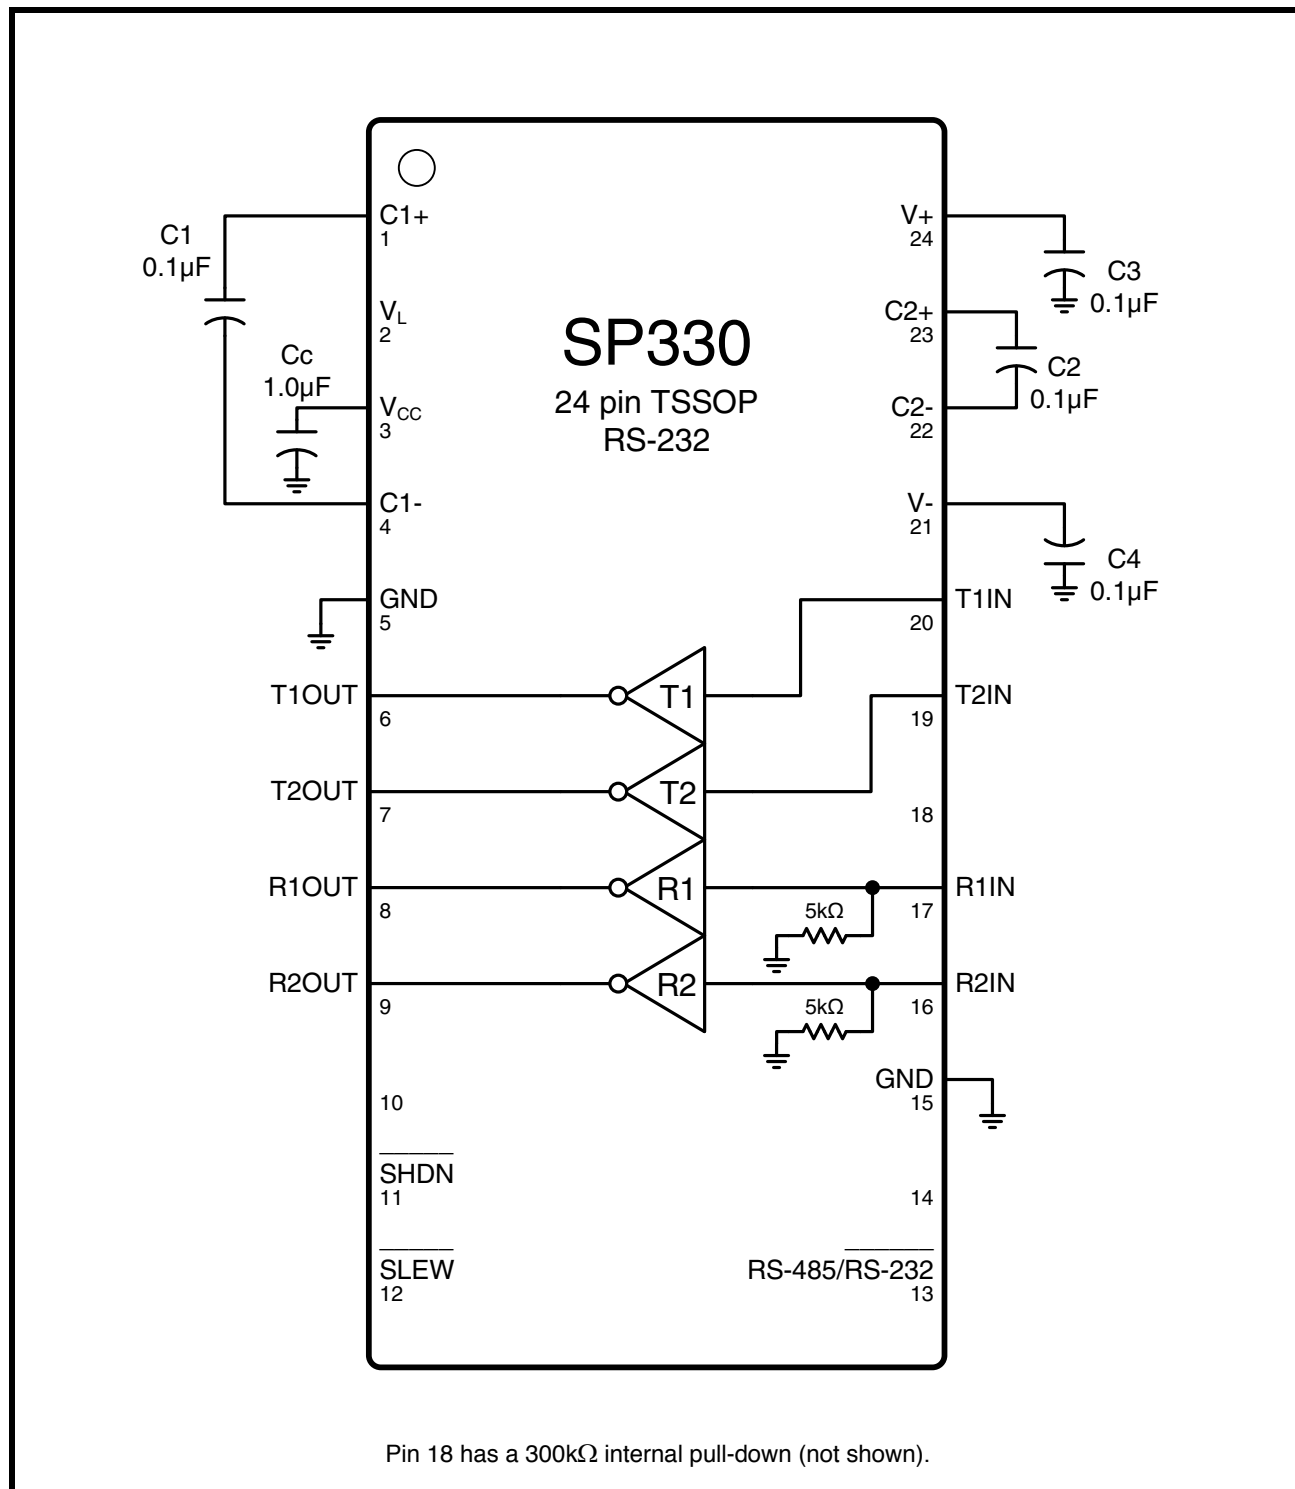 C1+
1
C1
0.1µF
V_L
2
Cc
1.0µF
V_CC
3
C1-
4
GND
5
T1OUT
6
T2OUT
7
R1OUT
8
R2OUT
9
10
SHDN
11
SLEW
12
SP330
24 pin TSSOP
RS-232
T1
T2
R1
R2
5kΩ
5kΩ
V+
24
C3
0.1µF
C2+
23
C2
0.1µF
C2-
22
V-
21
C4
0.1µF
T1IN
20
T2IN
19
18
R1IN
17
R2IN
16
GND
15
14
RS-485/RS-232
13
Pin 18 has a 300kΩ internal pull-down (not shown).